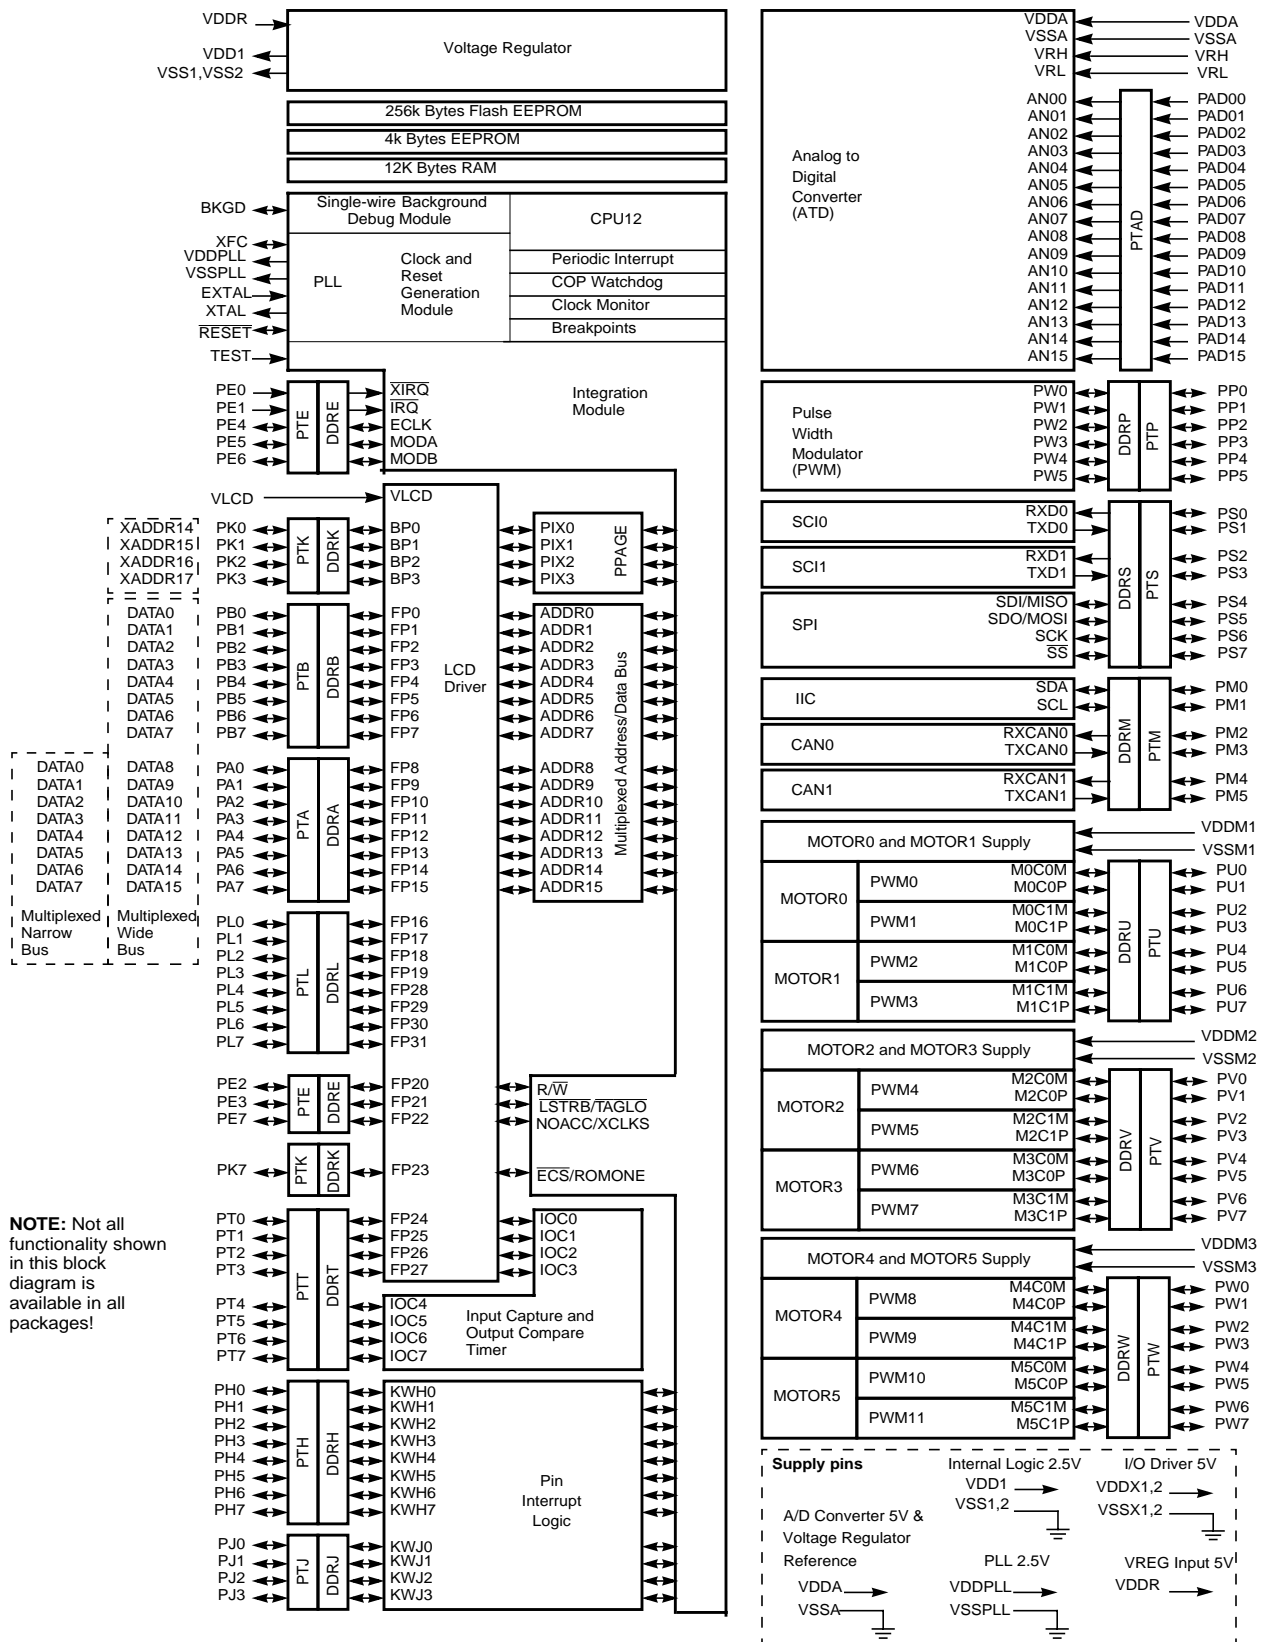 VDDR
VDD1
VSS1,VSS2
Voltage Regulator
256k Bytes Flash EEPROM
4k Bytes EEPROM
12K Bytes RAM
BKGD
XFC
VDDPLL
VSSPLL
EXTAL
XTAL
RESET
TEST
Single-wire Background
Debug Module
CPU12
PLL
Clock and
Reset
Generation
Module
Periodic Interrupt
COP Watchdog
Clock Monitor
Breakpoints
Integration
Module
PE0
PE1
PE4
PE5
PE6
PTE
DDRE
XIRQ
IRQ
ECLK
MODA
MODB
VLCD
VLCD
XADDR14
XADDR15
XADDR16
XADDR17
PK0
PK1
PK2
PK3
PTK
DDRK
BP0
BP1
BP2
BP3
PIX0
PIX1
PIX2
PIX3
PPAGE
DATA0
DATA1
DATA2
DATA3
DATA4
DATA5
DATA6
DATA7
PB0
PB1
PB2
PB3
PB4
PB5
PB6
PB7
PTB
DDRB
FP0
FP1
FP2
FP3
FP4
FP5
FP6
FP7
LCD
Driver
ADDR0
ADDR1
ADDR2
ADDR3
ADDR4
ADDR5
ADDR6
ADDR7
Multiplexed Address/Data Bus
DATA0
DATA1
DATA2
DATA3
DATA4
DATA5
DATA6
DATA7
Multiplexed
Narrow
Bus
DATA8
DATA9
DATA10
DATA11
DATA12
DATA13
DATA14
DATA15
Multiplexed
Wide
Bus
PA0
PA1
PA2
PA3
PA4
PA5
PA6
PA7
PTA
DDRA
FP8
FP9
FP10
FP11
FP12
FP13
FP14
FP15
ADDR8
ADDR9
ADDR10
ADDR11
ADDR12
ADDR13
ADDR14
ADDR15
PL0
PL1
PL2
PL3
PL4
PL5
PL6
PL7
PTL
DDRL
FP16
FP17
FP18
FP19
FP28
FP29
FP30
FP31
PE2
PE3
PE7
PTE
DDRE
FP20
FP21
FP22
R/W
LSTRB/TAGLO
NOACC/XCLKS
PK7
PTK
DDRK
FP23
ECS/ROMONE
NOTE: Not all
functionality shown
in this block
diagram is
available in all
packages!
PT0
PT1
PT2
PT3
PT4
PT5
PT6
PT7
PTT
DDRT
FP24
FP25
FP26
FP27
IOC0
IOC1
IOC2
IOC3
IOC4
IOC5
IOC6
IOC7
Input Capture and
Output Compare
Timer
PH0
PH1
PH2
PH3
PH4
PH5
PH6
PH7
PTH
DDRH
KWH0
KWH1
KWH2
KWH3
KWH4
KWH5
KWH6
KWH7
Pin
Interrupt
Logic
PJ0
PJ1
PJ2
PJ3
PTJ
DDRJ
KWJ0
KWJ1
KWJ2
KWJ3
Analog to
Digital
Converter
(ATD)
VDDA
VSSA
VRH
VRL
VDDA
VSSA
VRH
VRL
AN00
AN01
AN02
AN03
AN04
AN05
AN06
AN07
AN08
AN09
AN10
AN11
AN12
AN13
AN14
AN15
PTAD
PAD00
PAD01
PAD02
PAD03
PAD04
PAD05
PAD06
PAD07
PAD08
PAD09
PAD10
PAD11
PAD12
PAD13
PAD14
PAD15
Pulse
Width
Modulator
(PWM)
PW0
PW1
PW2
PW3
PW4
PW5
DDRP
PTP
PP0
PP1
PP2
PP3
PP4
PP5
SCI0
RXD0
TXD0
SCI1
RXD1
TXD1
SPI
SDI/MISO
SDO/MOSI
SCK
SS
DDRS
PTS
PS0
PS1
PS2
PS3
PS4
PS5
PS6
PS7
IIC
SDA
SCL
CAN0
RXCAN0
TXCAN0
CAN1
RXCAN1
TXCAN1
DDRM
PTM
PM0
PM1
PM2
PM3
PM4
PM5
MOTOR0 and MOTOR1 Supply
VDDM1
VSSM1
MOTOR0
PWM0
M0C0M
M0C0P
PWM1
M0C1M
M0C1P
MOTOR1
PWM2
M1C0M
M1C0P
PWM3
M1C1M
M1C1P
DDRU
PTU
PU0
PU1
PU2
PU3
PU4
PU5
PU6
PU7
MOTOR2 and MOTOR3 Supply
VDDM2
VSSM2
MOTOR2
PWM4
M2C0M
M2C0P
PWM5
M2C1M
M2C1P
MOTOR3
PWM6
M3C0M
M3C0P
PWM7
M3C1M
M3C1P
DDRV
PTV
PV0
PV1
PV2
PV3
PV4
PV5
PV6
PV7
MOTOR4 and MOTOR5 Supply
VDDM3
VSSM3
MOTOR4
PWM8
M4C0M
M4C0P
PWM9
M4C1M
M4C1P
MOTOR5
PWM10
M5C0M
M5C0P
PWM11
M5C1M
M5C1P
DDRW
PTW
PW0
PW1
PW2
PW3
PW4
PW5
PW6
PW7
Supply pins
Internal Logic 2.5V
VDD1
VSS1,2
I/O Driver 5V
VDDX1,2
VSSX1,2
A/D Converter 5V &
Voltage Regulator
Reference
VDDA
VSSA
PLL 2.5V
VDDPLL
VSSPLL
VREG Input 5V
VDDR